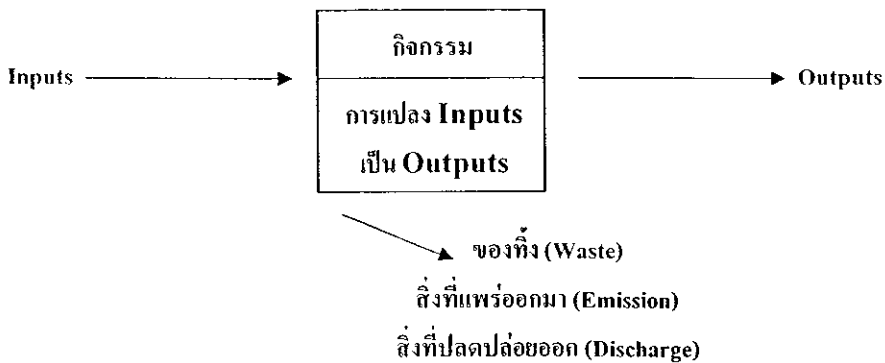 กิจกรรม
Inputs
Outputs
การแปลง Inputs
เป็น Outputs
ของทิ้ง (Waste)
สิ่งที่แพร่ออกมา (Emission)
สิ่งที่ปลดปล่อยออก (Discharge)